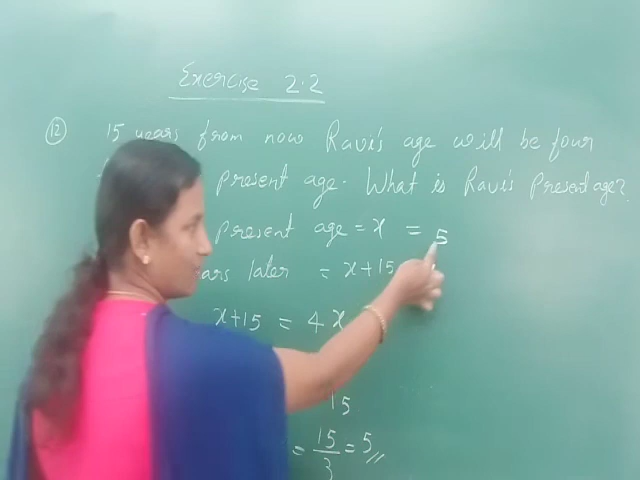 Exercise 2.2
12 15 years from now Ravi's age will be four
present age. What is Ravi's Present age?
present age = x = 5
later = x+15
x+15 = 4x
15
= 15/3 = 5